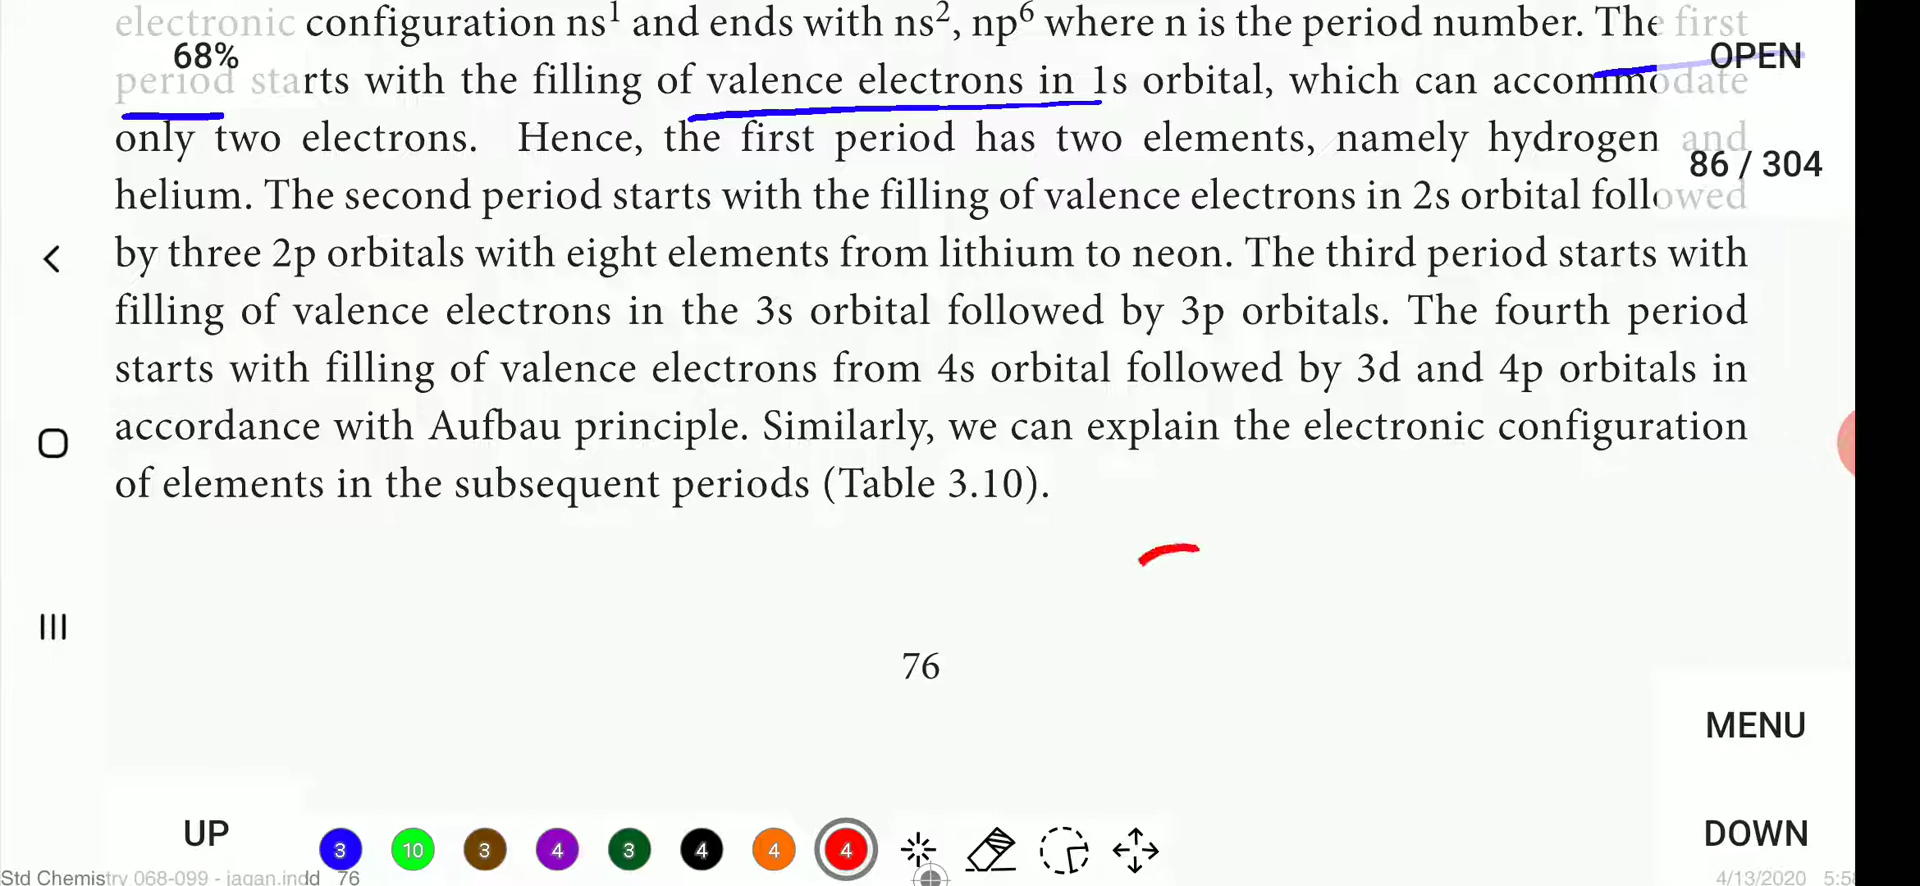 electronic configuration ns¹ and ends with ns², np⁶ where n is the period number. The first
68%
OPEN
period starts with the filling of valence electrons in 1s orbital, which can accommodate
only two electrons. Hence, the first period has two elements, namely hydrogen and
86 / 304
helium. The second period starts with the filling of valence electrons in 2s orbital followed
by three 2p orbitals with eight elements from lithium to neon. The third period starts with
filling of valence electrons in the 3s orbital followed by 3p orbitals. The fourth period
starts with filling of valence electrons from 4s orbital followed by 3d and 4p orbitals in
accordance with Aufbau principle. Similarly, we can explain the electronic configuration
of elements in the subsequent periods (Table 3.10).
76
MENU
UP
DOWN
3 10 3 4 3 4 4 4
Std Chemistry 068-099 - jagan.indd 76
4/13/2020 5:5